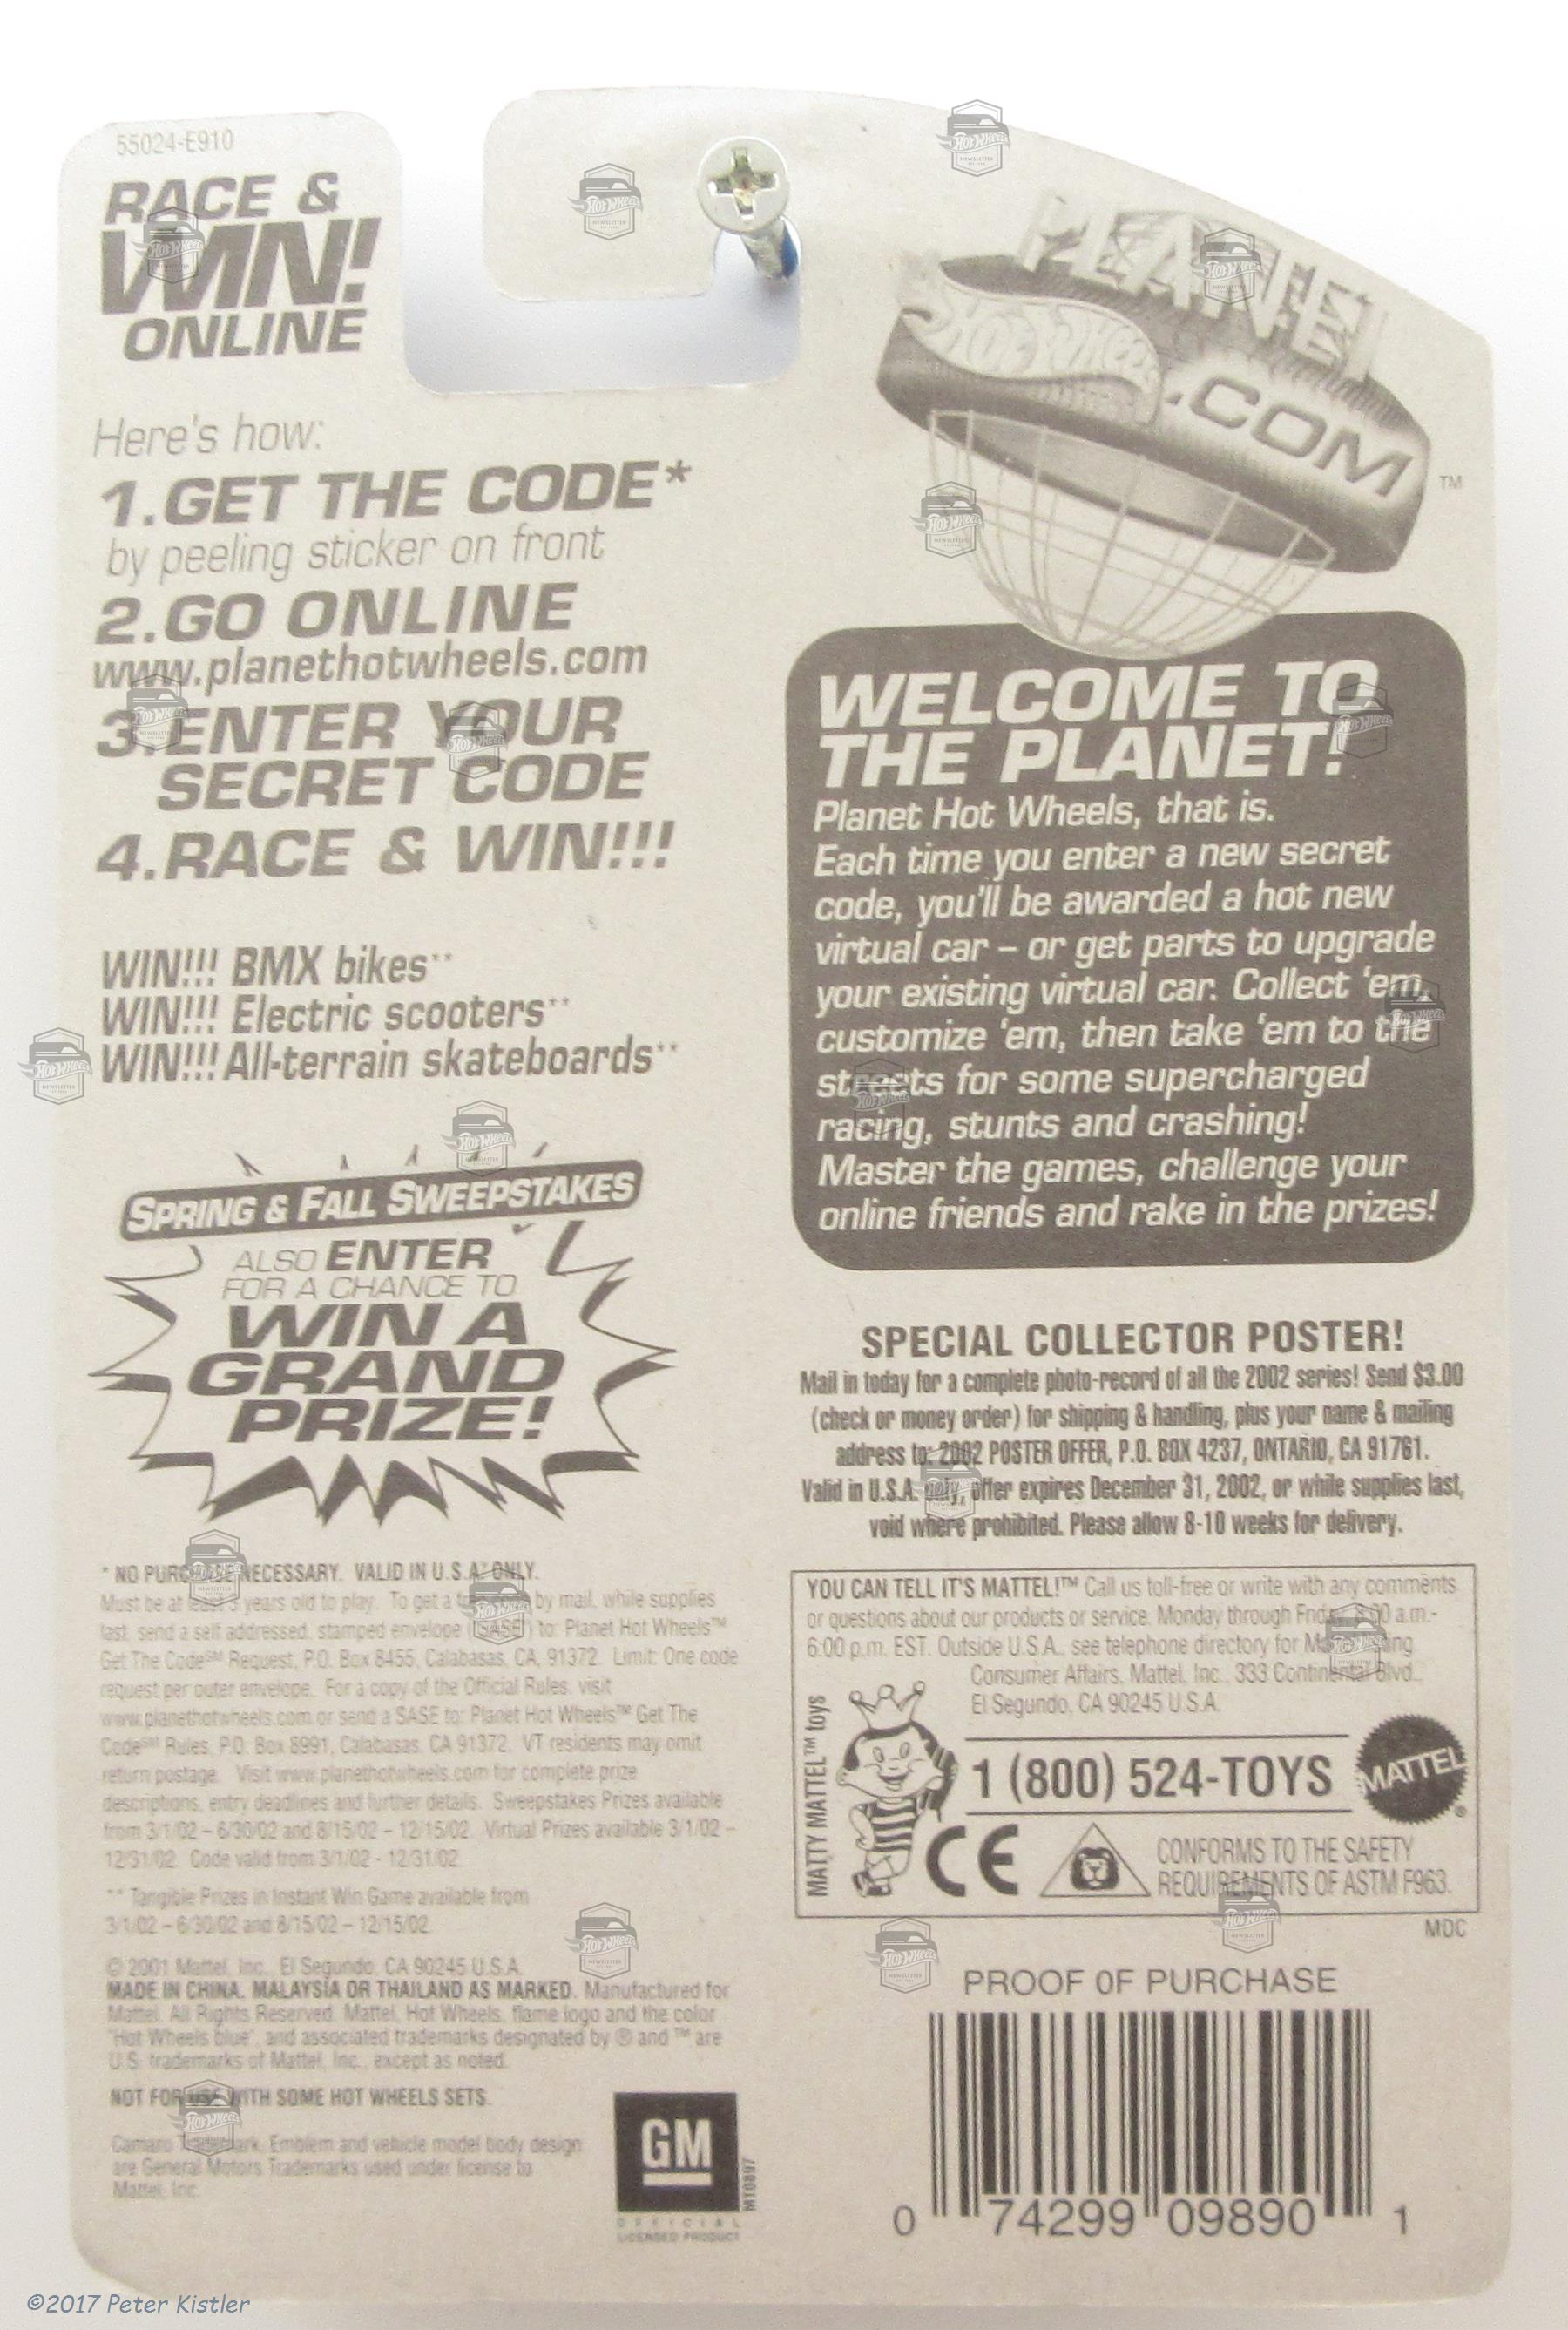 55024-E910
RACE &
WIN!
ONLINE
Here's how:
1.GET THE CODE*
by peeling sticker on front
2.GO ONLINE
www.planethotwheels.com
3.ENTER YOUR
SECRET CODE
4.RACE & WIN!!!
WIN!!! BMX bikes**
WIN!!! Electric scooters**
WIN!!! All-terrain skateboards**
SPRING & FALL SWEEPSTAKES
ALSO ENTER
FOR A CHANCE TO
WIN A
GRAND
PRIZE!
* NO PURCHASE NECESSARY. VALID IN U.S.A. ONLY.
Must be at least 5 years old to play. To get a by mail, while supplies
last, send a self addressed, stamped envelope (SASE) to: Planet Hot Wheels™
Get The Code℠ Request, P.O. Box 8455, Calabasas, CA, 91372. Limit: One code
request per outer envelope. For a copy of the Official Rules, visit
www.planethotwheels.com or send a SASE to: Planet Hot Wheels™ Get The
Code℠ Rules, P.O. Box 8991, Calabasas, CA 91372. VT residents may omit
return postage. Visit www.planethotwheels.com for complete prize
descriptions, entry deadlines and further details. Sweepstakes Prizes available
from 3/1/02 – 6/30/02 and 8/15/02 – 12/15/02. Virtual Prizes available 3/1/02 –
12/31/02. Code valid from 3/1/02 - 12/31/02.
** Tangible Prizes in Instant Win Game available from
3/1/02 – 6/30/02 and 8/15/02 – 12/15/02.
© 2001 Mattel, Inc., El Segundo, CA 90245 U.S.A.
MADE IN CHINA, MALAYSIA OR THAILAND AS MARKED. Manufactured for
Mattel. All Rights Reserved. Mattel, Hot Wheels, flame logo and the color
"Hot Wheels blue", and associated trademarks designated by ® and ™ are
U.S. trademarks of Mattel, Inc., except as noted.
NOT FOR USE WITH SOME HOT WHEELS SETS.
Camaro Trademark, Emblem and vehicle model body design
are General Motors Trademarks used under license to
Mattel, Inc.
GM
OFFICIAL
LICENSED PRODUCT
MT0897
PLANET
HOT WHEELS
.COM
TM
WELCOME TO
THE PLANET!
Planet Hot Wheels, that is.
Each time you enter a new secret
code, you'll be awarded a hot new
virtual car – or get parts to upgrade
your existing virtual car. Collect 'em,
customize 'em, then take 'em to the
streets for some supercharged
racing, stunts and crashing!
Master the games, challenge your
online friends and rake in the prizes!
SPECIAL COLLECTOR POSTER!
Mail in today for a complete photo-record of all the 2002 series! Send $3.00
(check or money order) for shipping & handling, plus your name & mailing
address to: 2002 POSTER OFFER, P.O. BOX 4237, ONTARIO, CA 91761.
Valid in U.S.A. only, offer expires December 31, 2002, or while supplies last,
void where prohibited. Please allow 8-10 weeks for delivery.
YOU CAN TELL IT'S MATTEL!™ Call us toll-free or write with any comments
or questions about our products or service. Monday through Friday 8:00 a.m.-
6:00 p.m. EST. Outside U.S.A., see telephone directory for
Consumer Affairs, Mattel, Inc., 333 Continental Blvd.,
El Segundo, CA 90245 U.S.A.
MATTY MATTEL™ toys
1 (800) 524-TOYS
MATTEL
®
CE
CONFORMS TO THE SAFETY
REQUIREMENTS OF ASTM F963.
MDC
PROOF OF PURCHASE
0 74299 09890 1
©2017 Peter Kistler